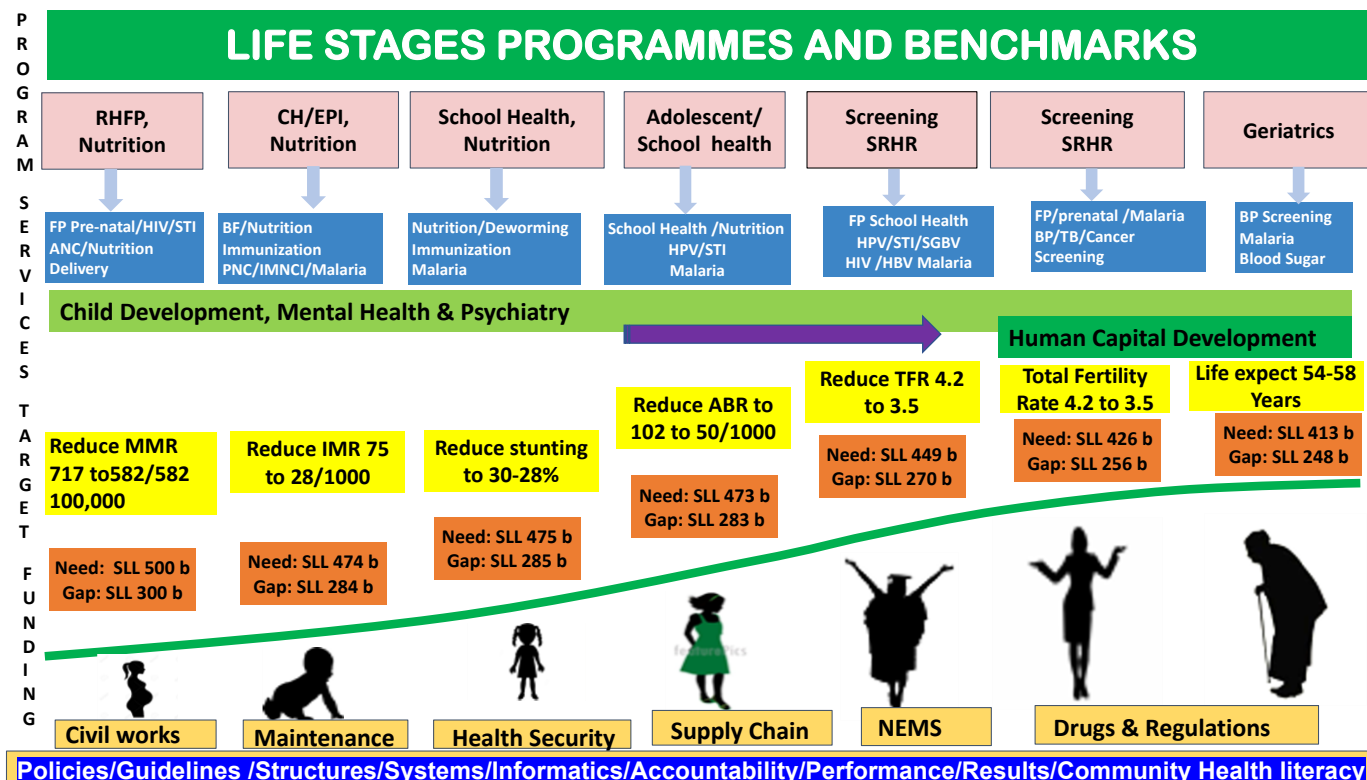 LIFE STAGES PROGRAMMES AND BENCHMARKS
PROGRAM
SERVICES
TARGET
FUNDING
RHFP,
Nutrition
CH/EPI,
Nutrition
School Health,
Nutrition
Adolescent/
School health
Screening
SRHR
Screening
SRHR
Geriatrics
FP Pre-natal/HIV/STI
ANC/Nutrition
Delivery
BF/Nutrition
Immunization
PNC/IMNCI/Malaria
Nutrition/Deworming
Immunization
Malaria
School Health /Nutrition
HPV/STI
Malaria
FP School Health
HPV/STI/SGBV
HIV /HBV Malaria
FP/prenatal /Malaria
BP/TB/Cancer
Screening
BP Screening
Malaria
Blood Sugar
Child Development, Mental Health & Psychiatry
Human Capital Development
Reduce MMR
717 to582/582
100,000
Reduce IMR 75
to 28/1000
Reduce stunting
to 30-28%
Reduce ABR to
102 to 50/1000
Reduce TFR 4.2
to 3.5
Total Fertility
Rate 4.2 to 3.5
Life expect 54-58
Years
Need: SLL 500 b
Gap: SLL 300 b
Need: SLL 474 b
Gap: SLL 284 b
Need: SLL 475 b
Gap: SLL 285 b
Need: SLL 473 b
Gap: SLL 283 b
Need: SLL 449 b
Gap: SLL 270 b
Need: SLL 426 b
Gap: SLL 256 b
Need: SLL 413 b
Gap: SLL 248 b
featurePics
Civil works
Maintenance
Health Security
Supply Chain
NEMS
Drugs & Regulations
Policies/Guidelines /Structures/Systems/Informatics/Accountability/Performance/Results/Community Health literacy